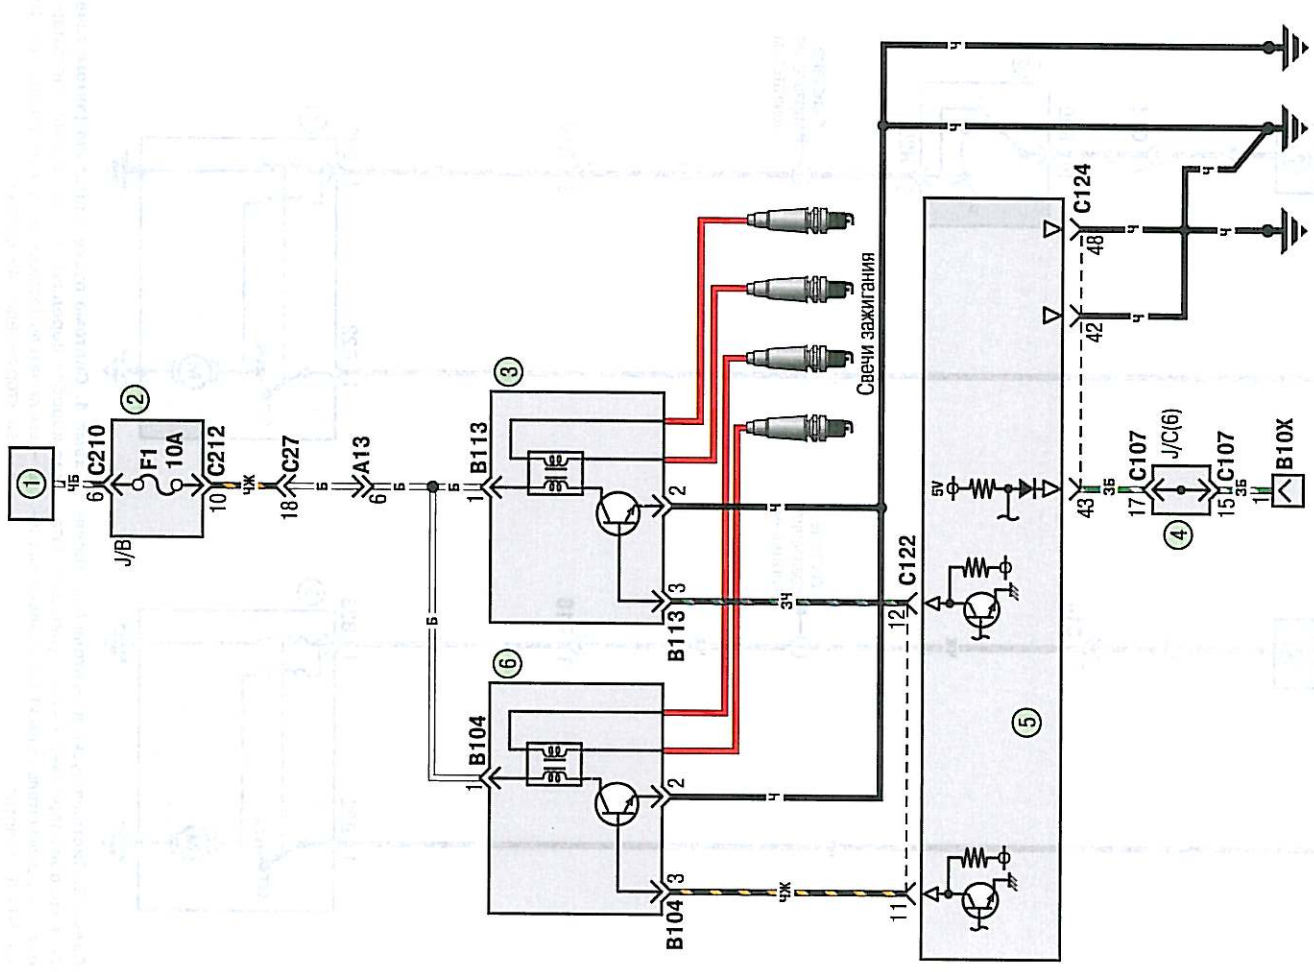 1
ЧБ
6
C210
2
F1
10A
J/B
10
C212
ЧЖ
18
C27
Б
6
A13
Б
Б
Б
1
B113
3
2
Ч
3
B113
ЗЧ
12
C122
1
B104
6
2
Ч
3
B104
ЧЖ
11
Свечи зажигания
Ч
Ч
Ч
Ч
Ч
Ч
48
C124
42
5V
43
ЗБ
17
C107
J/C(6)
4
15
C107
ЗБ
1
B10X
5